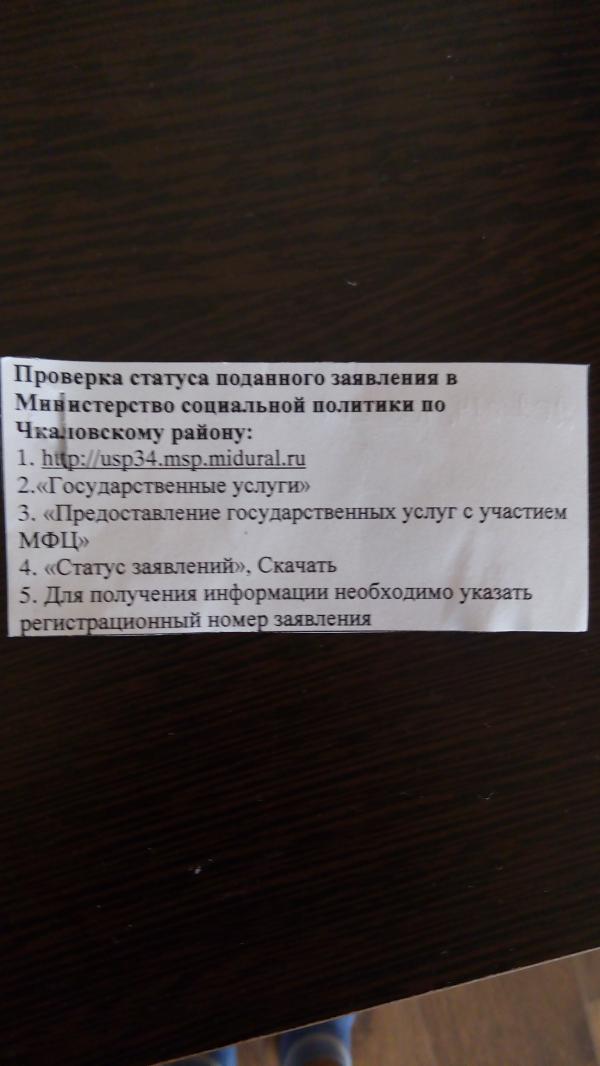 Проверка статуса поданного заявления в
Министерство социальной политики по
Чкаловскому району:
1. http://usp34.msp.midural.ru
2.«Государственные услуги»
3. «Предоставление государственных услуг с участием
МФЦ»
4. «Статус заявлений», Скачать
5. Для получения информации необходимо указать
регистрационный номер заявления